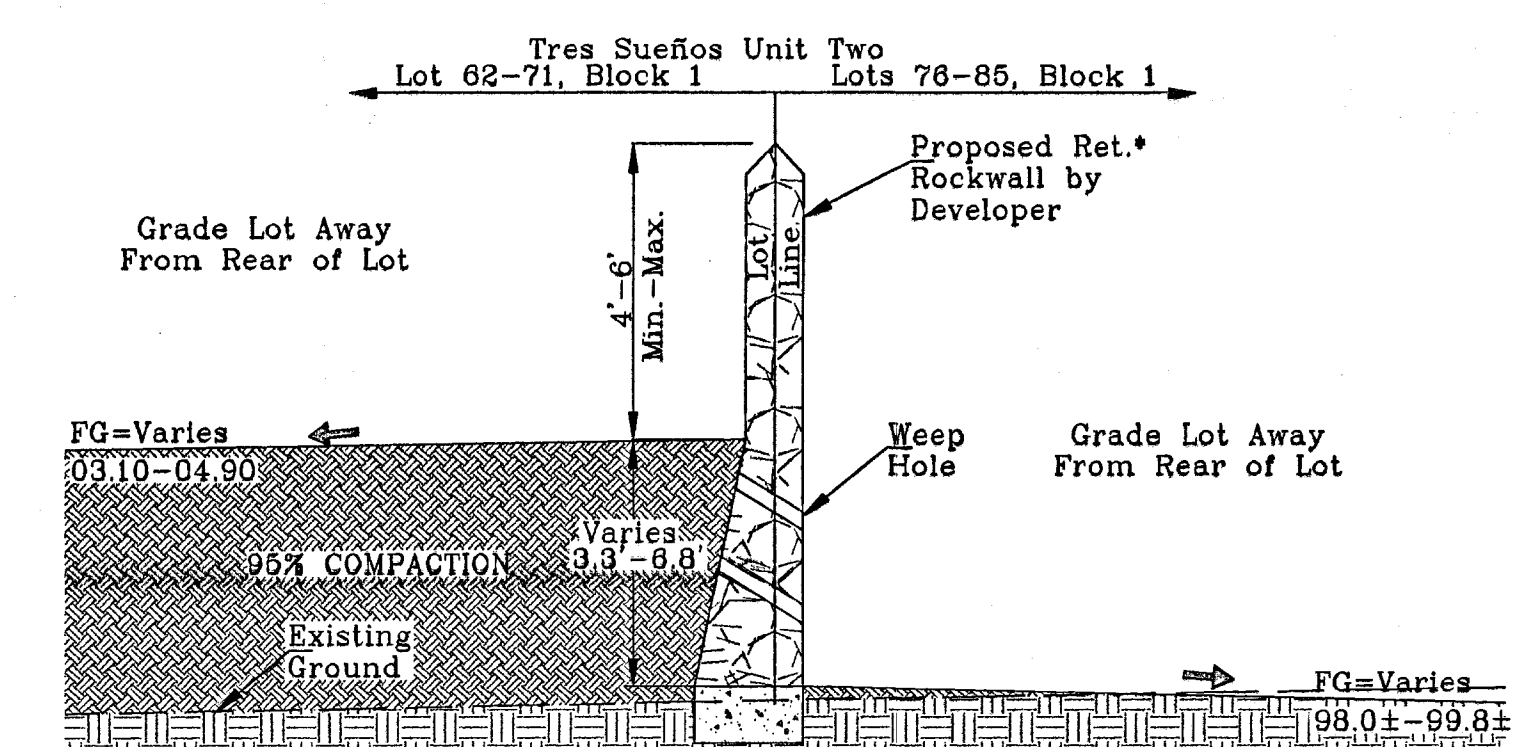 Tres Sueños Unit Two
Lot 62-71, Block 1
Lots 76-85, Block 1
Proposed Ret.*
Rockwall by
Developer
Grade Lot Away
From Rear of Lot
4'-6'
Min.-Max.
Lot
Line
FG=Varies
03.10-04.90
Weep
Hole
Grade Lot Away
From Rear of Lot
Varies
3.3'-6.8'
95% COMPACTION
Existing
Ground
FG=Varies
98.0±-99.8±